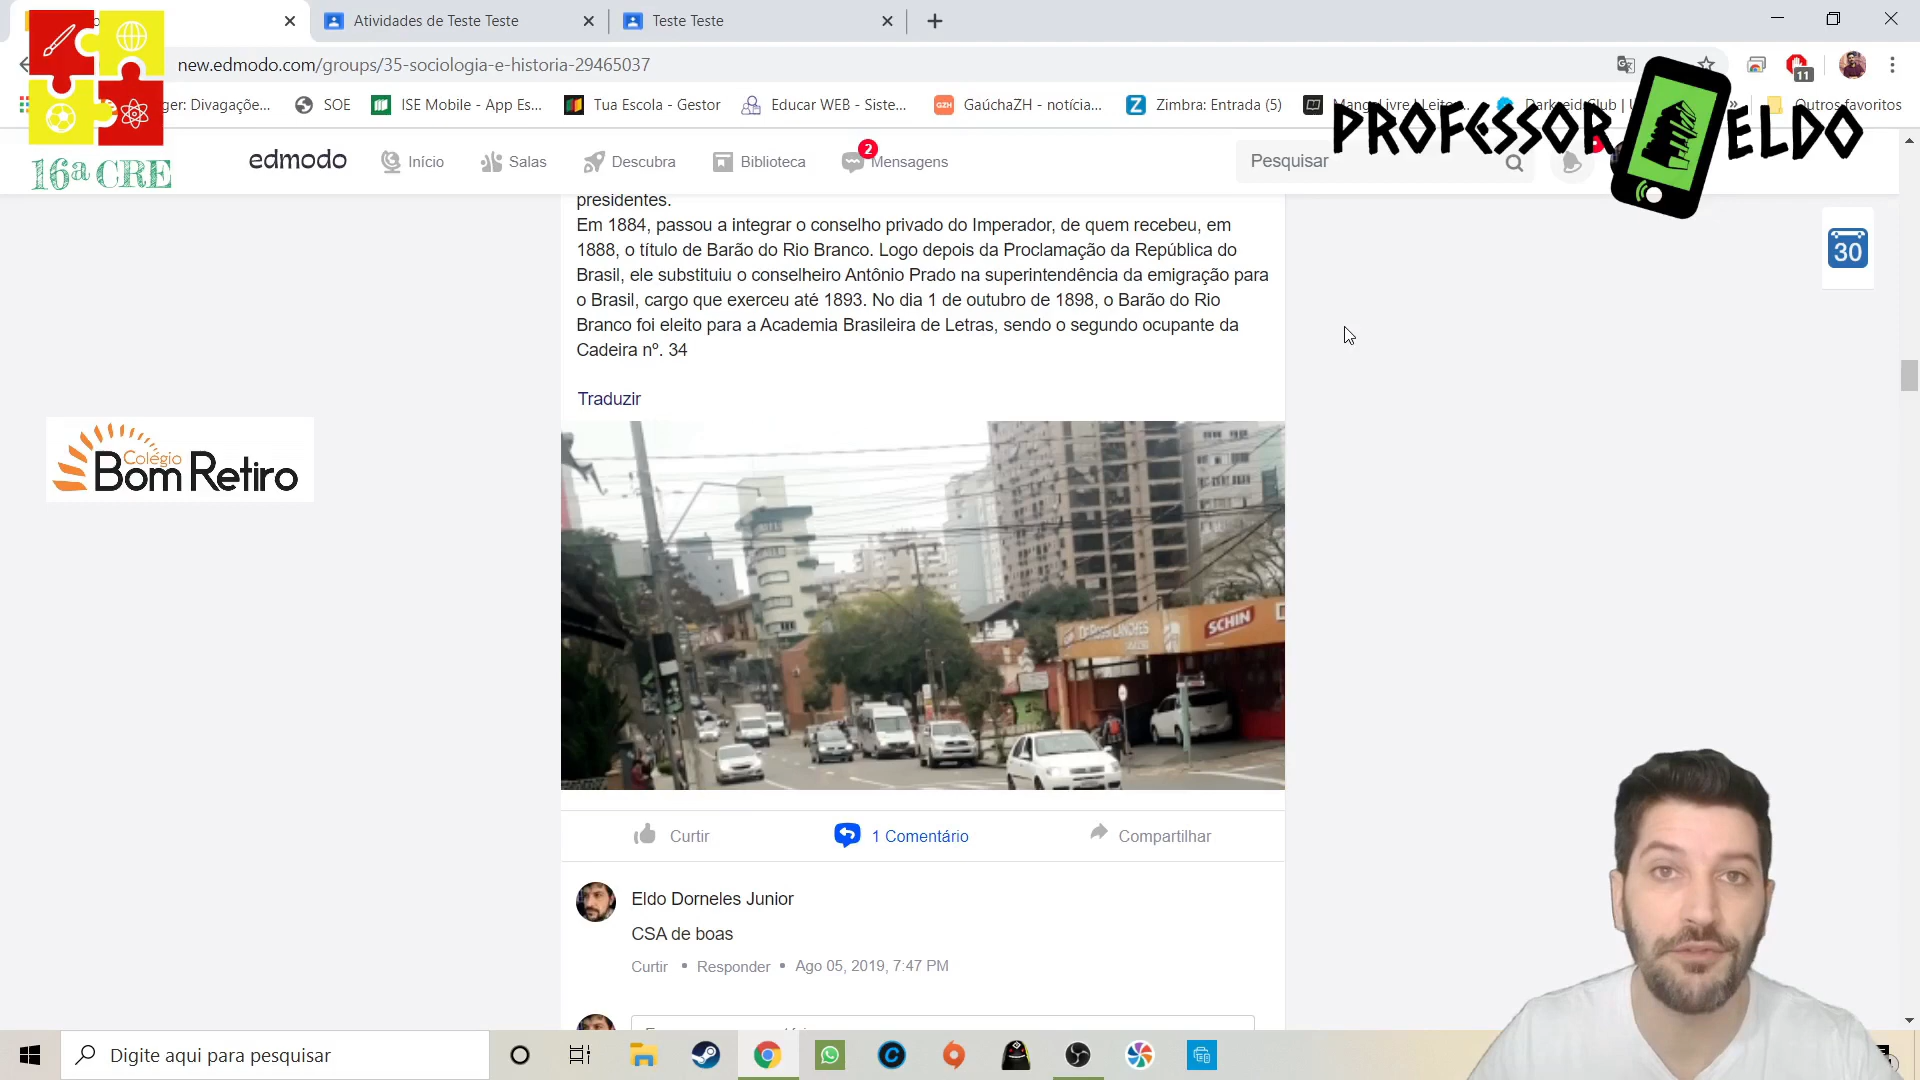 Atividades de Teste Teste
Teste Teste
new.edmodo.com/groups/35-sociologia-e-historia-29465037
11
ger: Divagaçõe...
SOE
ISE Mobile - App Es...
Tua Escola - Gestor
Educar WEB - Siste...
GZH
GaúchaZH - notícia...
Zimbra: Entrada (5)
Outros favoritos
PROFESSOR ELDO
16ª CRE
edmodo
Início
Salas
Descubra
Biblioteca
2
Mensagens
Pesquisar
30
presidentes.
Em 1884, passou a integrar o conselho privado do Imperador, de quem recebeu, em
1888, o título de Barão do Rio Branco. Logo depois da Proclamação da República do
Brasil, ele substituiu o conselheiro Antônio Prado na superintendência da emigração para
o Brasil, cargo que exerceu até 1893. No dia 1 de outubro de 1898, o Barão do Rio
Branco foi eleito para a Academia Brasileira de Letras, sendo o segundo ocupante da
Cadeira nº. 34
Traduzir
Colégio
Bom Retiro
LANCHES
SCHIN
Curtir
1 Comentário
Compartilhar
Eldo Dorneles Junior
CSA de boas
Curtir • Responder • Ago 05, 2019, 7:47 PM
Digite aqui para pesquisar